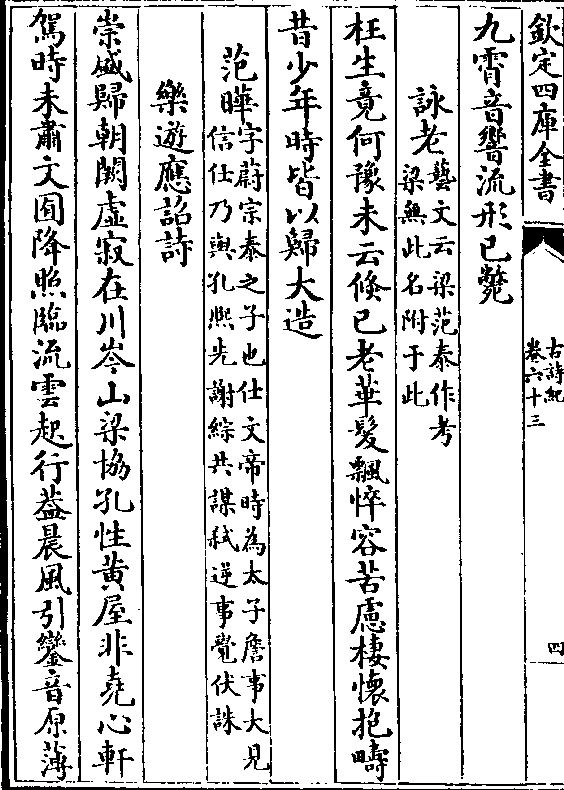 欽定四庫全書
古詩紀
卷六十三
四
九霄音響流形已斃
詠老藝文云梁范泰作考
梁無此名附于此
枉生竟何豫未云倏已老華髮飄悴容苦慮棲懷抱疇
昔少年時皆以歸大造
范曄字蔚宗泰之子也仕文帝時為太子詹事大見
信仕乃與孔熙先謝綜共謀弑逆事覺伏誅
樂遊應詔詩
崇盛歸朝闕虛寂在川岑山梁協孔性黄屋非堯心軒
駕時未肅文囿降照臨流雲起行葢晨風引鑾音原薄